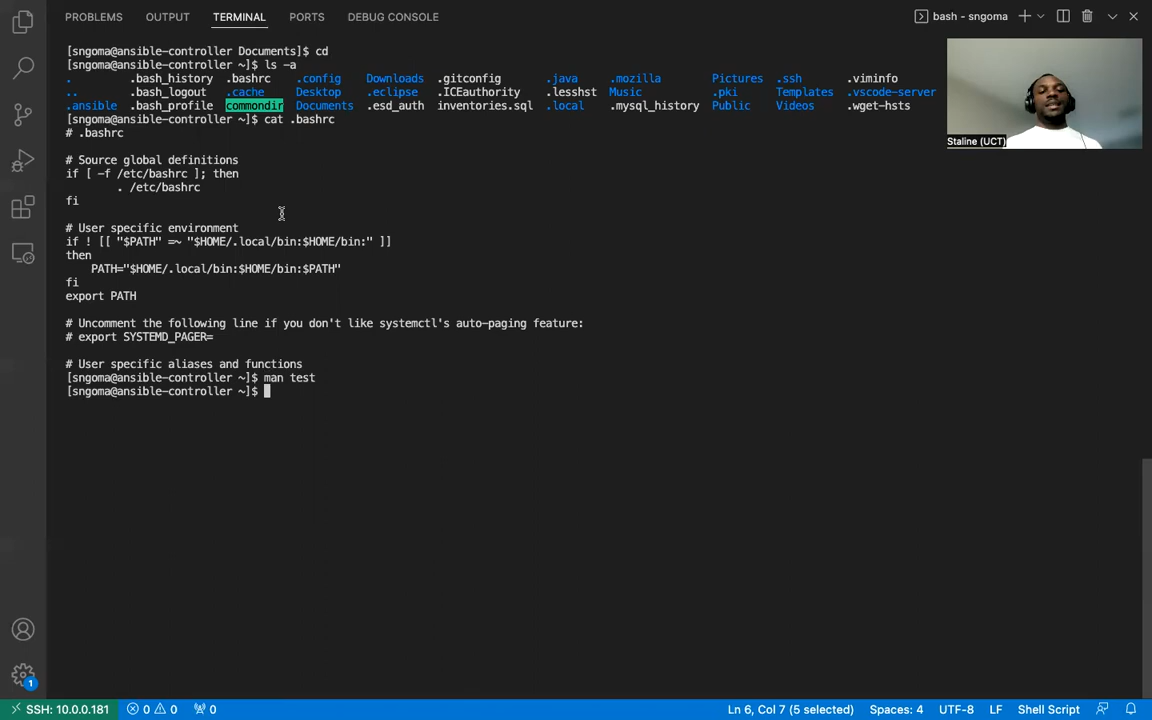 PROBLEMS OUTPUT TERMINAL PORTS DEBUG CONSOLE bash - sngoma
[sngoma@ansible-controller Documents]$ cd
[sngoma@ansible-controller ~]$ ls -a
. .bash_history .bashrc .config Downloads .gitconfig .java .mozilla Pictures .ssh .viminfo
.. .bash_logout .cache Desktop .eclipse .ICEauthority .lesshst Music .pki Templates .vscode-server
.ansible .bash_profile commondir Documents .esd_auth inventories.sql .local .mysql_history Public Videos .wget-hsts
[sngoma@ansible-controller ~]$ cat .bashrc
# .bashrc
# Source global definitions
if [ -f /etc/bashrc ]; then
. /etc/bashrc
fi
# User specific environment
if ! [[ "$PATH" =~ "$HOME/.local/bin:$HOME/bin:" ]]
then
PATH="$HOME/.local/bin:$HOME/bin:$PATH"
fi
export PATH
# Uncomment the following line if you don't like systemctl's auto-paging feature:
# export SYSTEMD_PAGER=
# User specific aliases and functions
[sngoma@ansible-controller ~]$ man test
[sngoma@ansible-controller ~]$
Staline (UCT)
1
SSH: 10.0.0.181 0 0 0 Ln 6, Col 7 (5 selected) Spaces: 4 UTF-8 LF Shell Script